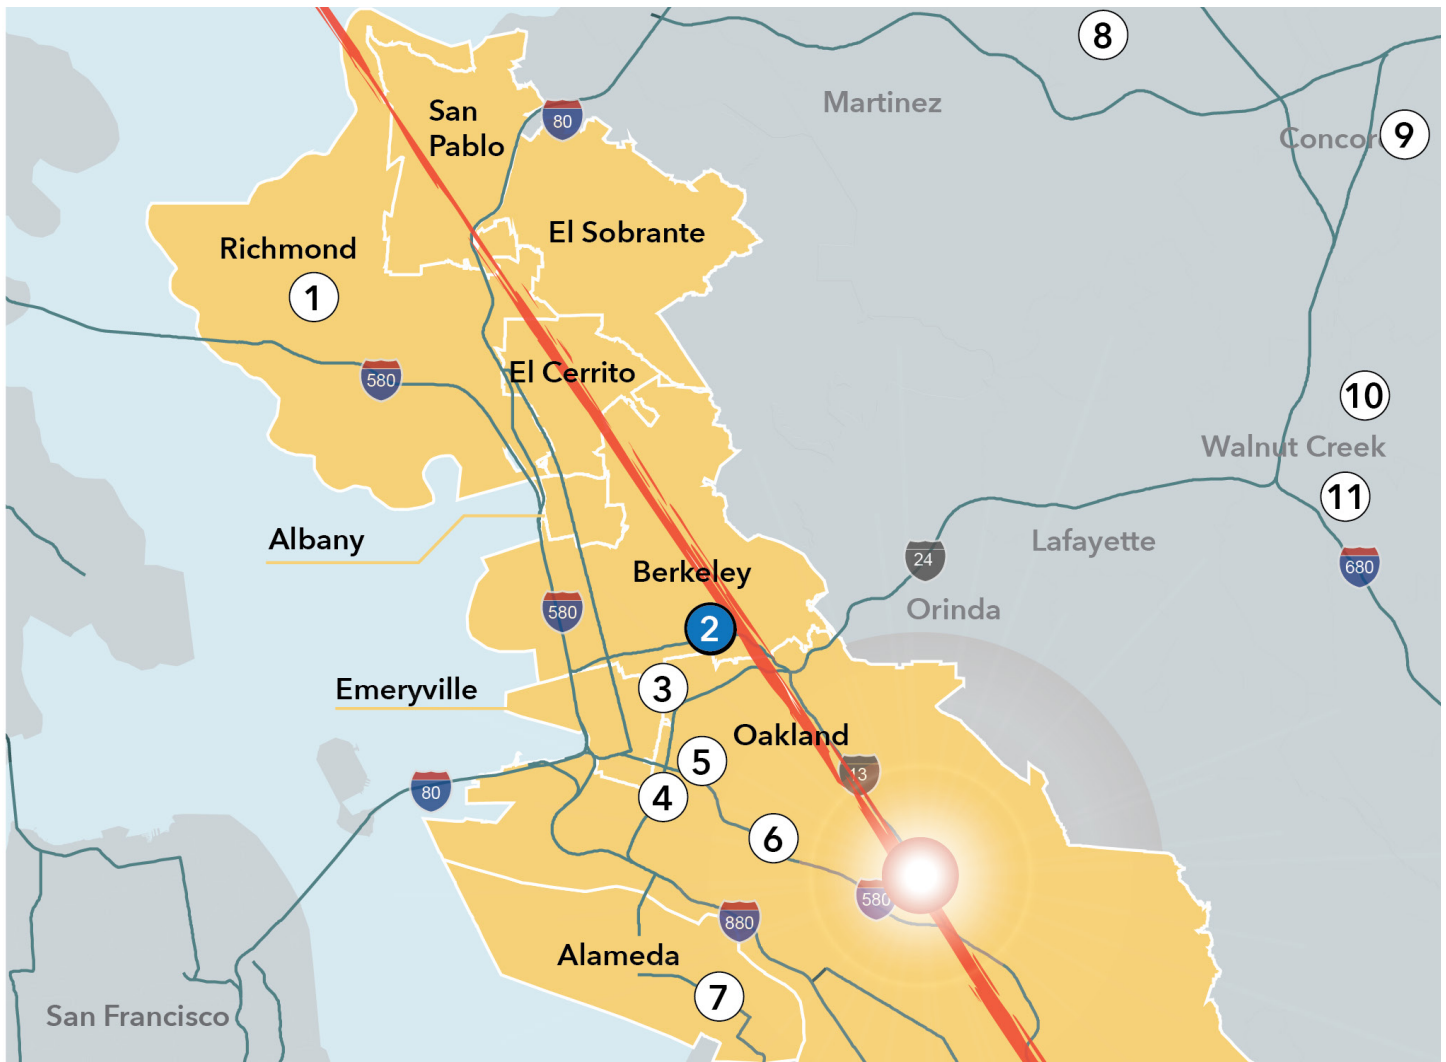 8
Martinez
San
Pablo
80
Concor
9
El Sobrante
Richmond
1
580
El Cerrito
10
Walnut Creek
11
Albany
Lafayette
24
680
Berkeley
580
Orinda
2
Emeryville
3
Oakland
5
13
80
4
6
580
880
Alameda
7
San Francisco